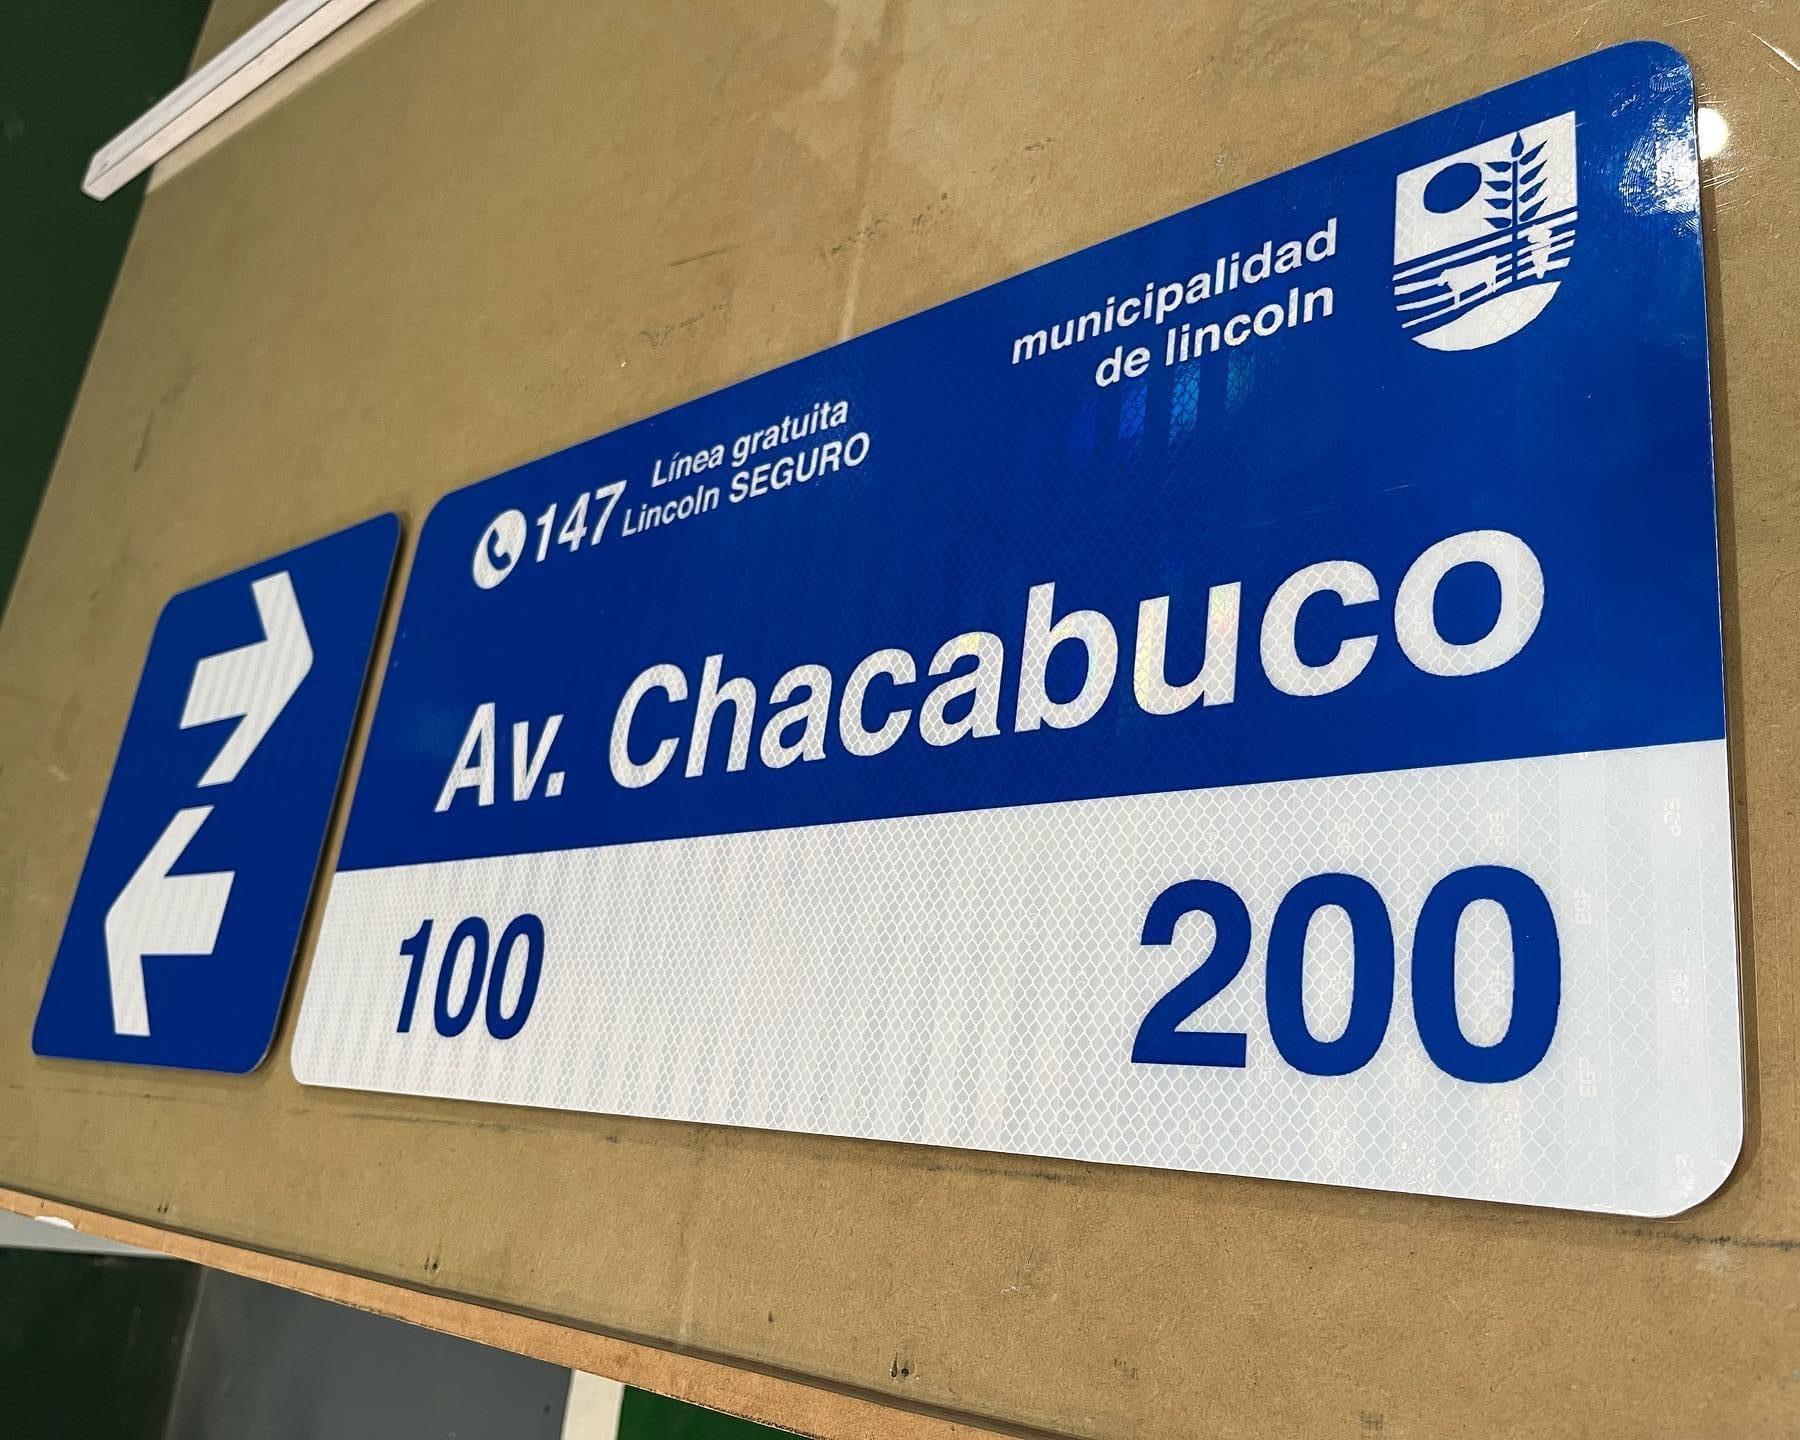 147
Línea gratuita
Lincoln SEGURO
municipalidad
de lincoln
Av. Chacabuco
100
200